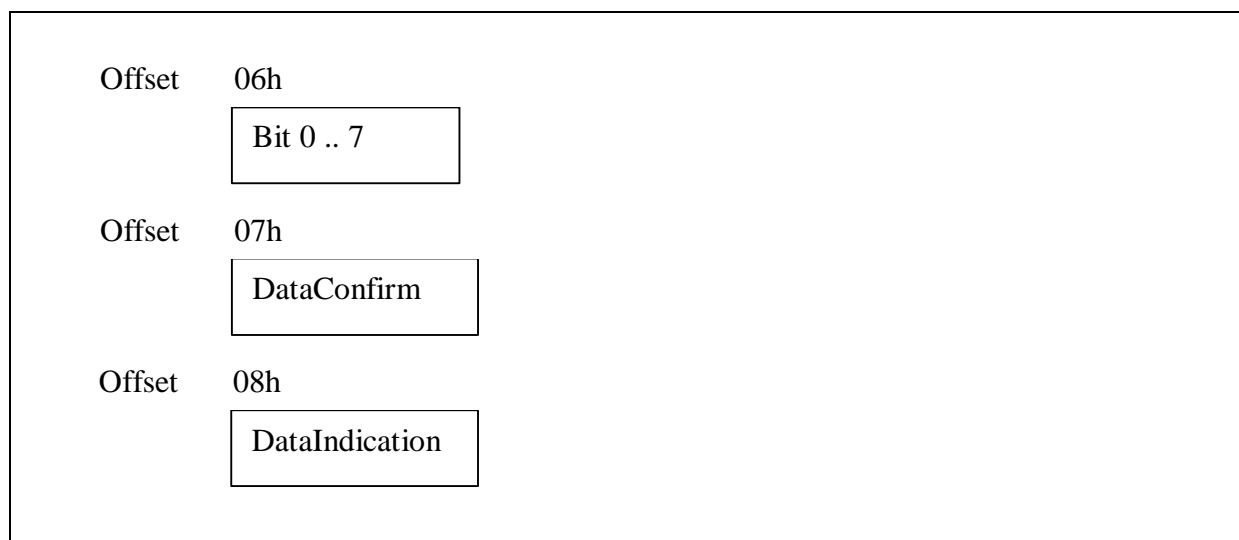 Offset 06h
Bit 0 .. 7
Offset 07h
DataConfirm
Offset 08h
DataIndication